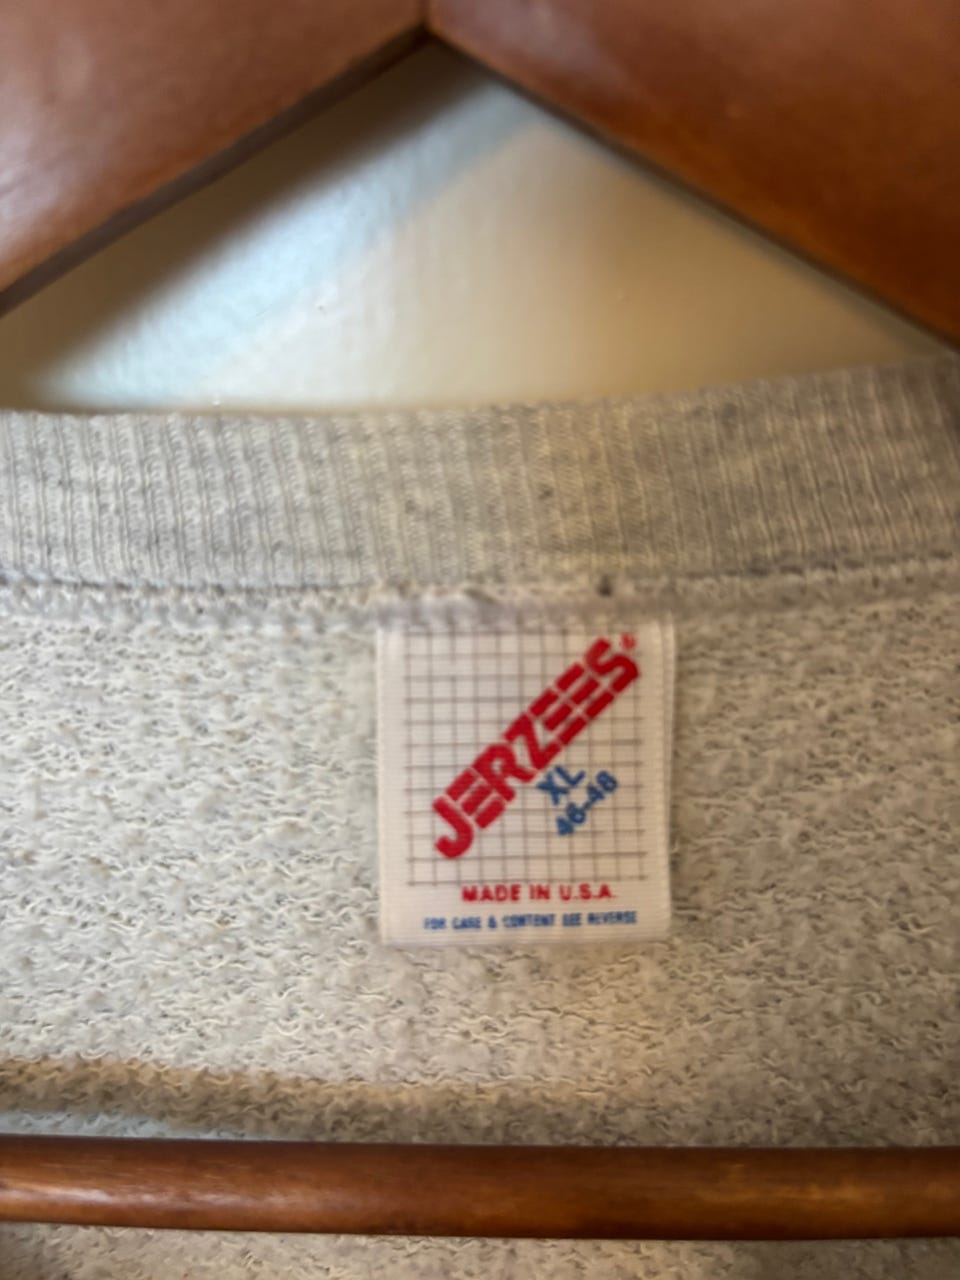 JERZEES®
XL
46-48
MADE IN U.S.A.
FOR CARE & CONTENT SEE REVERSE